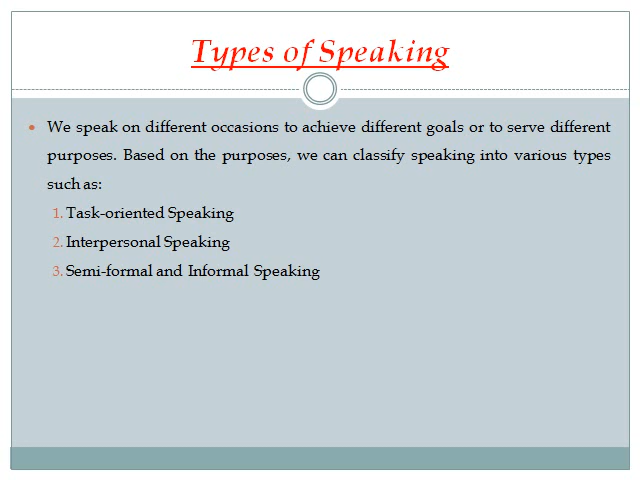 Types of Speaking
• We speak on different occasions to achieve different goals or to serve different
purposes. Based on the purposes, we can classify speaking into various types
such as:
1. Task-oriented Speaking
2. Interpersonal Speaking
3. Semi-formal and Informal Speaking